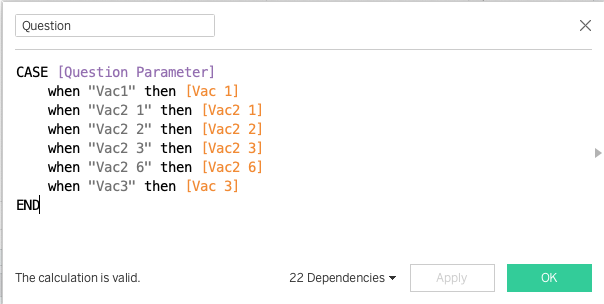 Question
CASE [Question Parameter]
when "Vac1" then [Vac 1]
when "Vac2 1" then [Vac2 1]
when "Vac2 2" then [Vac2 2]
when "Vac2 3" then [Vac2 3]
when "Vac2 6" then [Vac2 6]
when "Vac3" then [Vac 3]
END
The calculation is valid. 22 Dependencies Apply OK